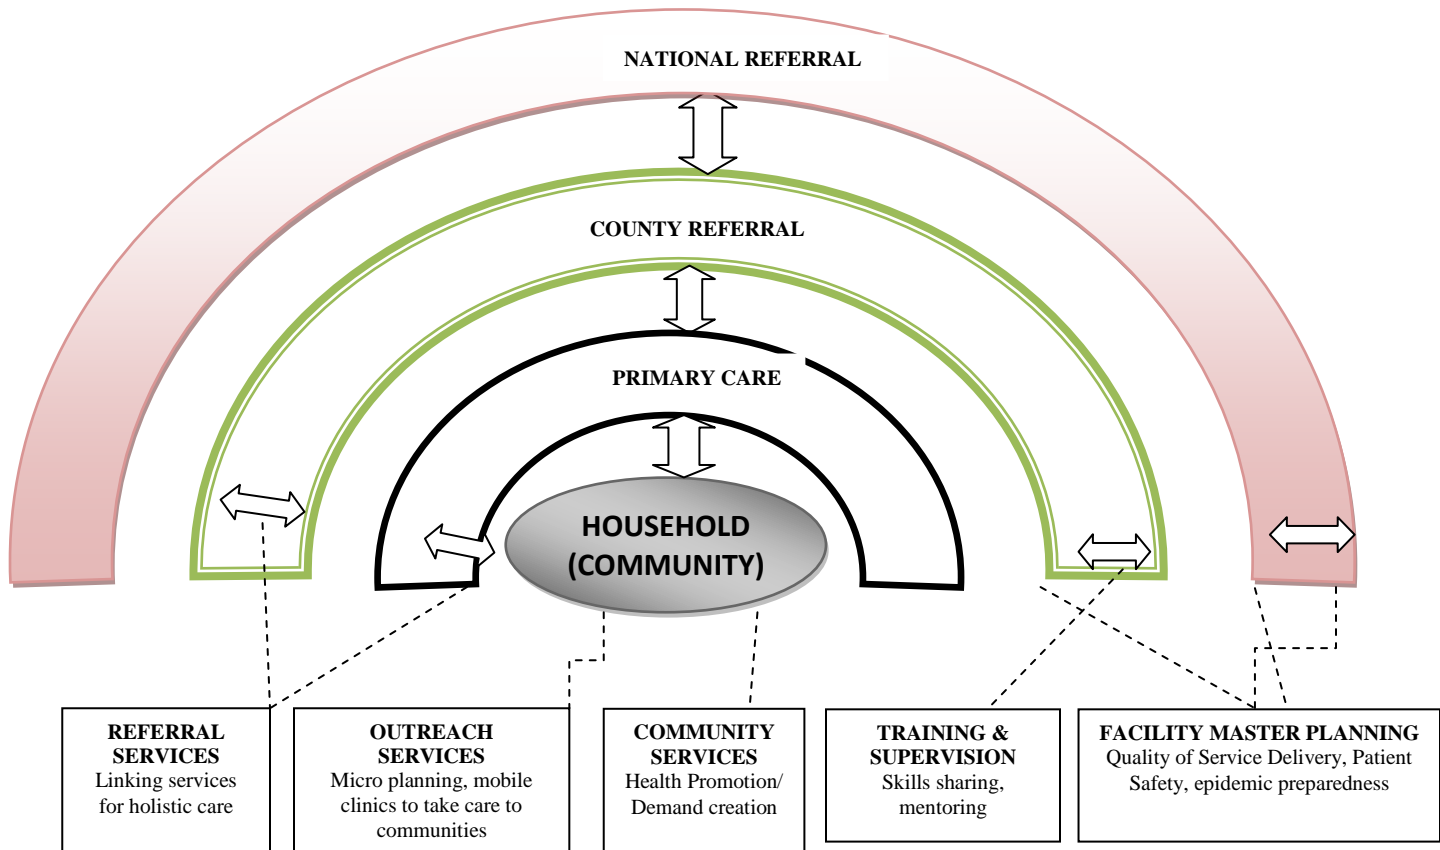 NATIONAL REFERRAL
COUNTY REFERRAL
PRIMARY CARE
HOUSEHOLD
(COMMUNITY)
REFERRAL
SERVICES
Linking services
for holistic care
OUTREACH
SERVICES
Micro planning, mobile
clinics to take care to
communities
COMMUNITY
SERVICES
Health Promotion/
Demand creation
TRAINING &
SUPERVISION
Skills sharing,
mentoring
FACILITY MASTER PLANNING
Quality of Service Delivery, Patient
Safety, epidemic preparedness